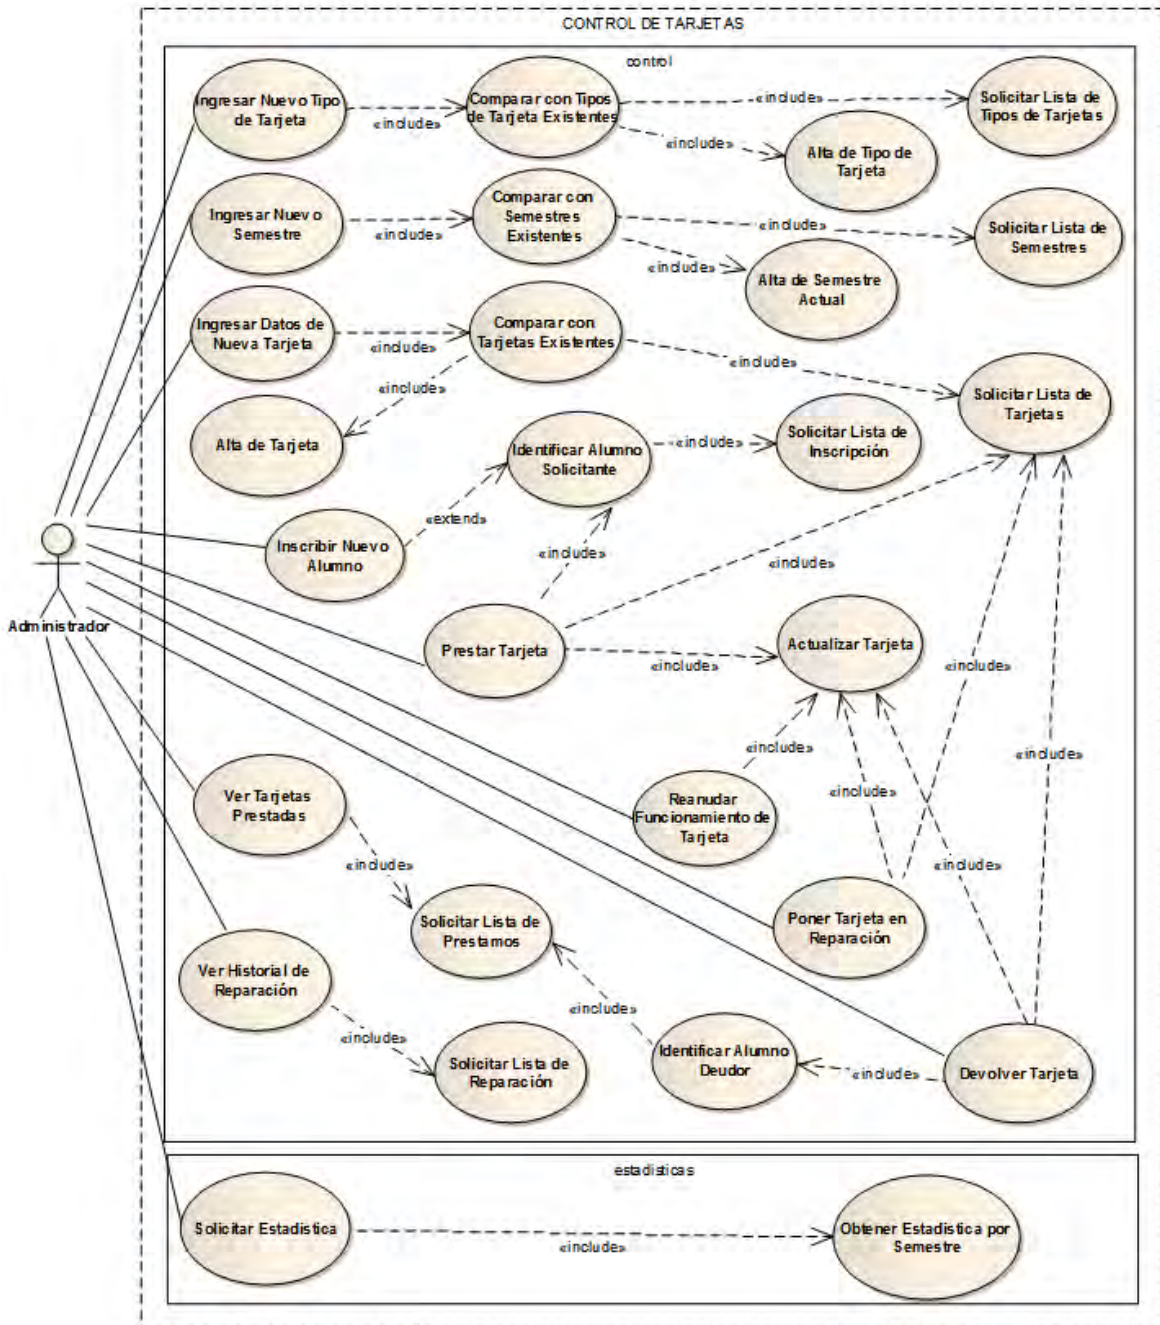 CONTROL DE TARJETAS
control
Ingresar Nuevo Tipo
de Tarjeta
«include»
Comparar con Tipos
de Tarjeta Existentes
«include»
Solicitar Lista de
Tipos de Tarjetas
«include»
Alta de Tipo de
Tarjeta
Ingresar Nuevo
Semestre
«include»
Comparar con
Semestres
Existentes
«include»
Solicitar Lista de
Semestres
«include»
Alta de Semestre
Actual
Ingresar Datos de
Nueva Tarjeta
«include»
Comparar con
Tarjetas Existentes
«include»
Solicitar Lista de
Tarjetas
«include»
Alta de Tarjeta
Identificar Alumno
Solicitante
«include»
Solicitar Lista de
Inscripción
«extend»
Inscribir Nuevo
Alumno
«include»
«include»
Administrador
Prestar Tarjeta
«include»
Actualizar Tarjeta
«include»
«include»
«include»
Ver Tarjetas
Prestadas
Reanudar
Funcionamiento de
Tarjeta
«include»
«include»
«include»
Solicitar Lista de
Prestamos
Poner Tarjeta en
Reparación
Ver Historial de
Reparación
«include»
«include»
Solicitar Lista de
Reparación
Identificar Alumno
Deudor
«include»
Devolver Tarjeta
estadisticas
Solicitar Estadistica
«include»
Obtener Estadistica por
Semestre